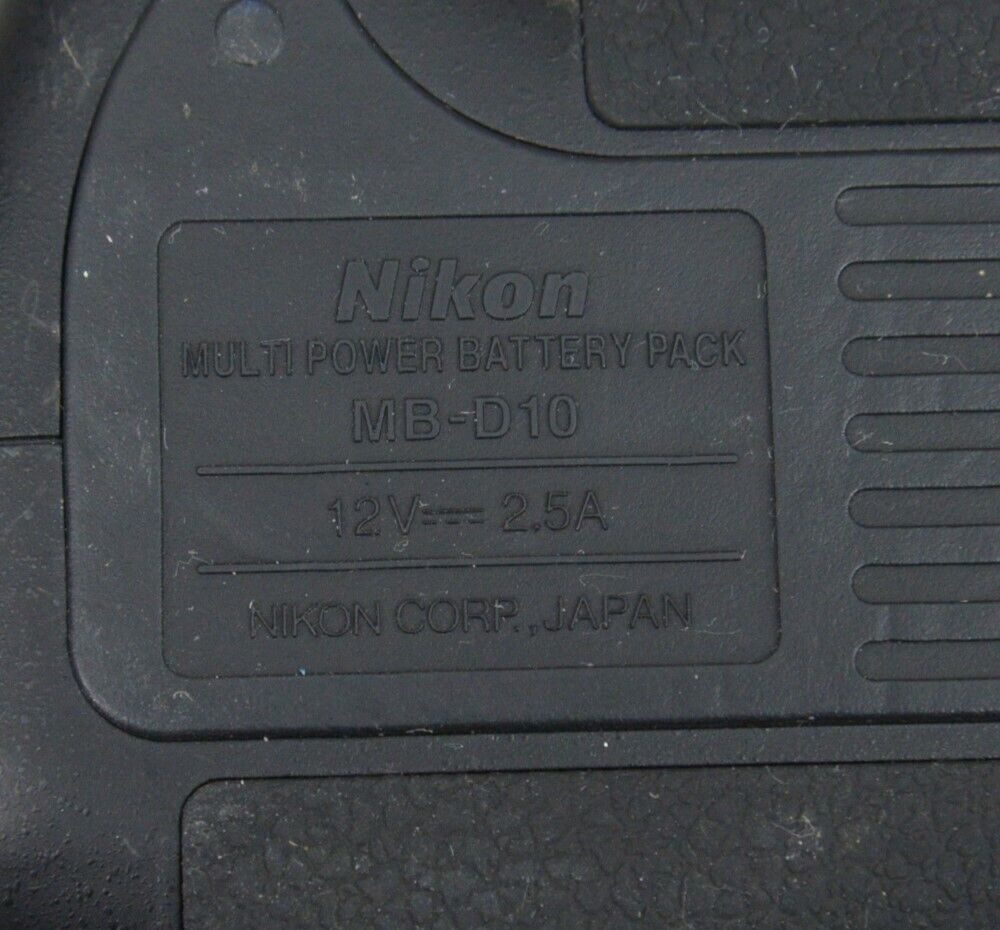 Nikon
MULTI POWER BATTERY PACK
MB-D10
12V⎓ 2.5A
NIKON CORP.,JAPAN